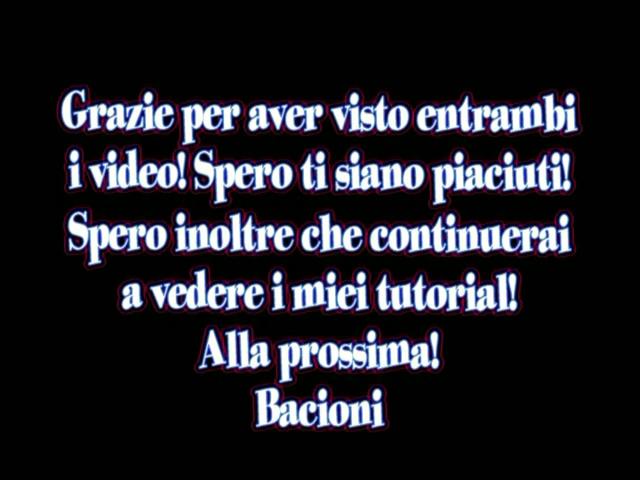 Grazie per aver visto entrambi
i video! Spero ti siano piaciuti!
Spero inoltre che continuerai
a vedere i miei tutorial!
Alla prossima!
Bacioni